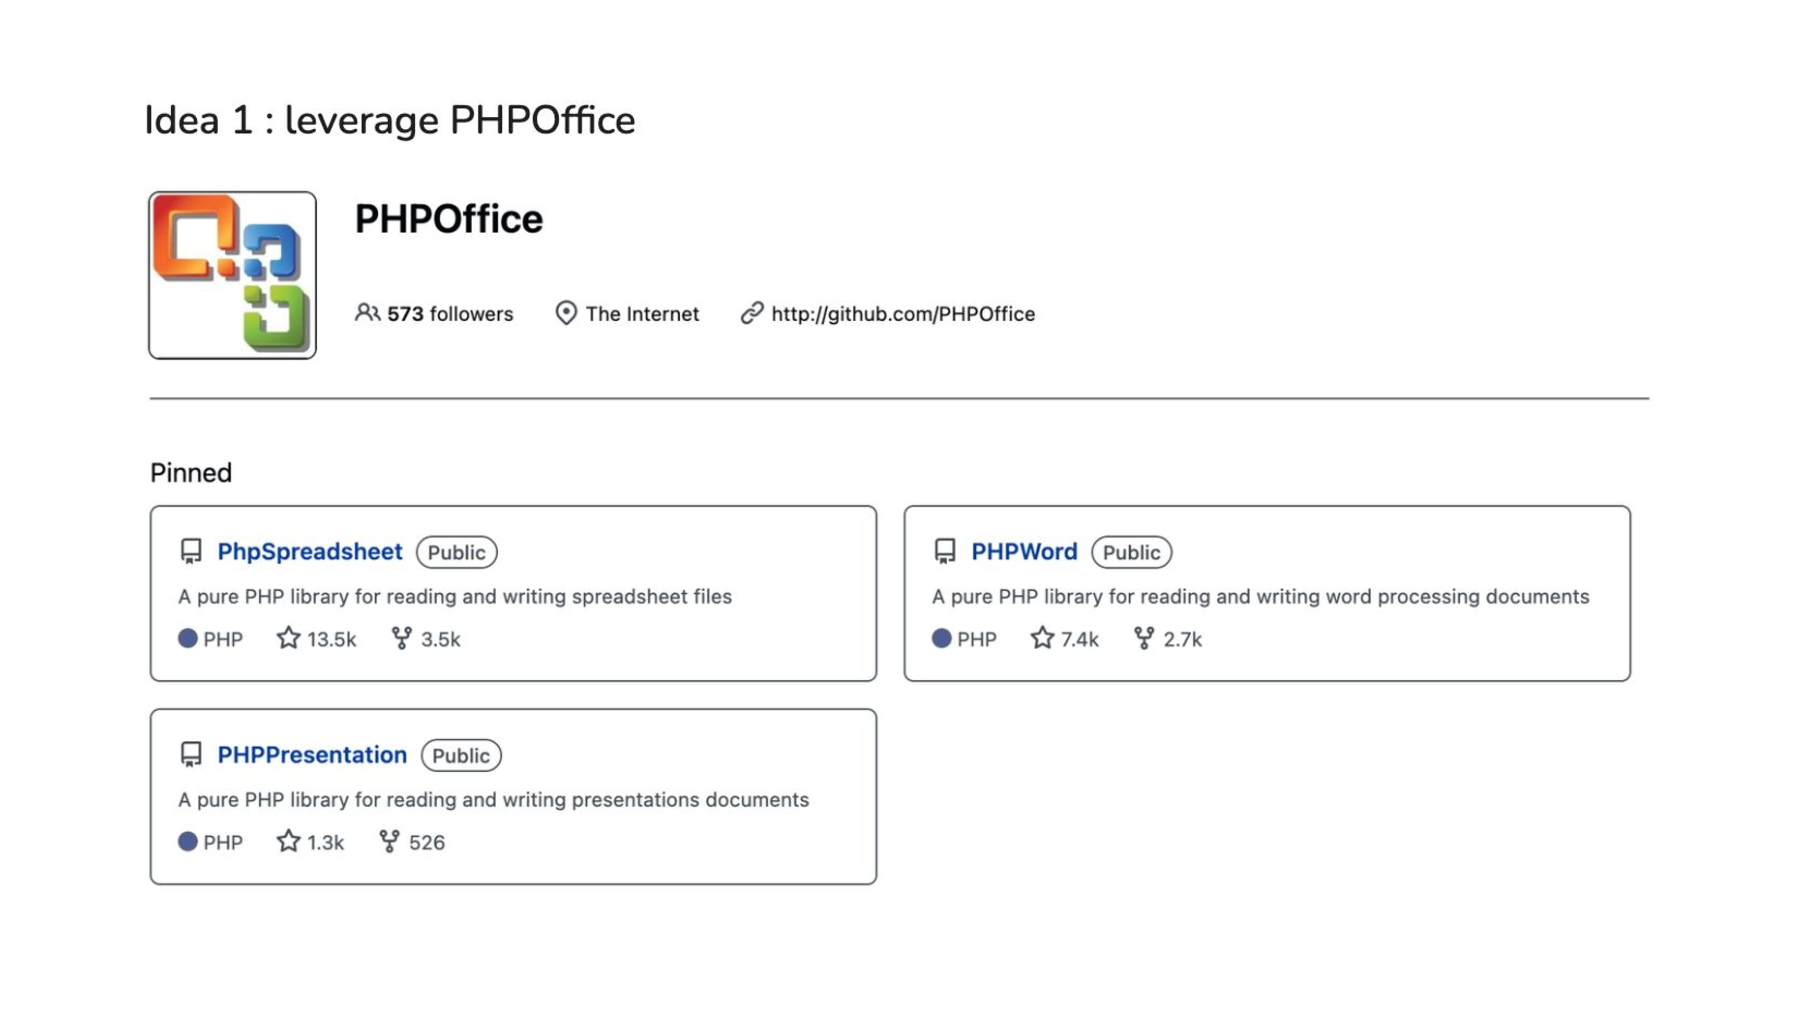 Idea 1 : leverage PHPOffice
PHPOffice
573 followers The Internet http://github.com/PHPOffice
Pinned
PhpSpreadsheet Public
A pure PHP library for reading and writing spreadsheet files
PHP 13.5k 3.5k
PHPWord Public
A pure PHP library for reading and writing word processing documents
PHP 7.4k 2.7k
PHPPresentation Public
A pure PHP library for reading and writing presentations documents
PHP 1.3k 526